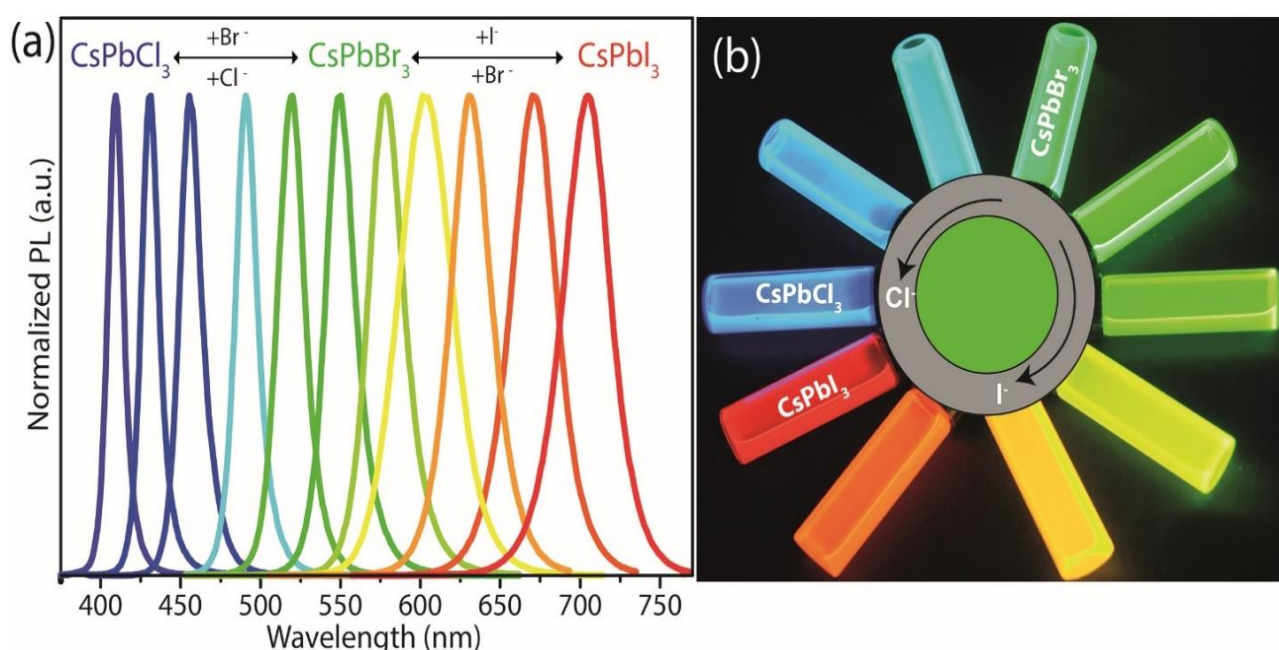 (a)
+Br⁻
CsPbCl₃
+Cl⁻
CsPbBr₃
+I⁻
+Br⁻
CsPbI₃
Normalized PL (a.u.)
400 450 500 550 600 650 700 750
Wavelength (nm)
(b)
CsPbBr₃
CsPbCl₃
Cl⁻
CsPbI₃
I⁻